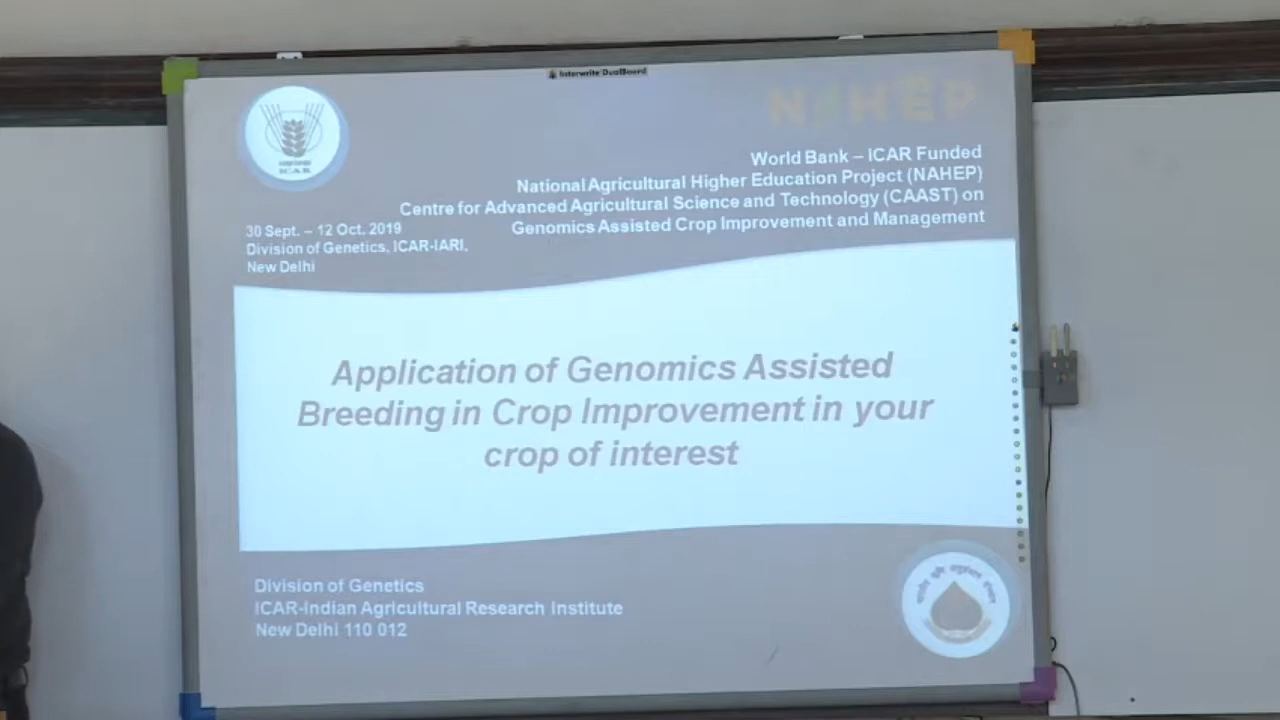 Interwrite DualBoard
NAHEP
ICAR
World Bank – ICAR Funded
National Agricultural Higher Education Project (NAHEP)
Centre for Advanced Agricultural Science and Technology (CAAST) on
Genomics Assisted Crop Improvement and Management
30 Sept. – 12 Oct. 2019
Division of Genetics, ICAR-IARI,
New Delhi
Application of Genomics Assisted
Breeding in Crop Improvement in your
crop of interest
Division of Genetics
ICAR-Indian Agricultural Research Institute
New Delhi 110 012